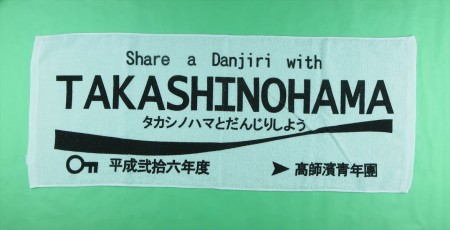 Share a Danjiri with
TAKASHINOHAMA
タカシノハマとだんじりしよう
平成弐拾六年度
高師濱青年團